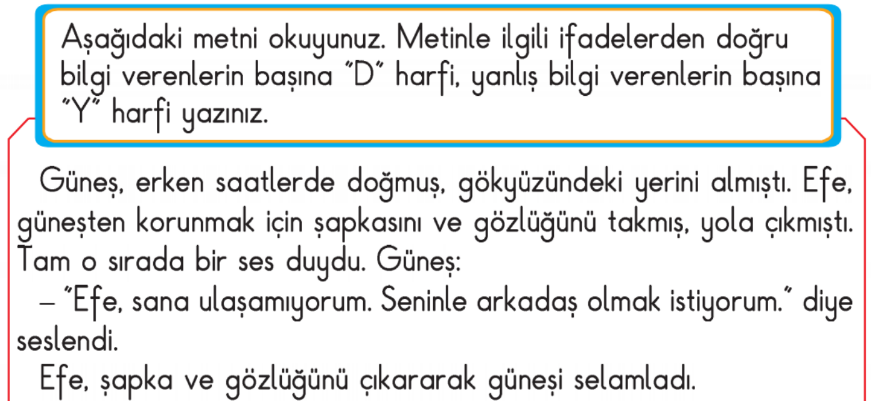 Aşağıdaki metni okuyunuz. Metinle ilgili ifadelerden doğru
bilgi verenlerin başına "D" harfi, yanlış bilgi verenlerin başına
"Y" harfi yazınız.
Güneş, erken saatlerde doğmuş, gökyüzündeki yerini almıştı. Efe,
güneşten korunmak için şapkasını ve gözlüğünü takmış, yola çıkmıştı.
Tam o sırada bir ses duydu. Güneş:
– "Efe, sana ulaşamıyorum. Seninle arkadaş olmak istiyorum." diye
seslendi.
Efe, şapka ve gözlüğünü çıkararak güneşi selamladı.